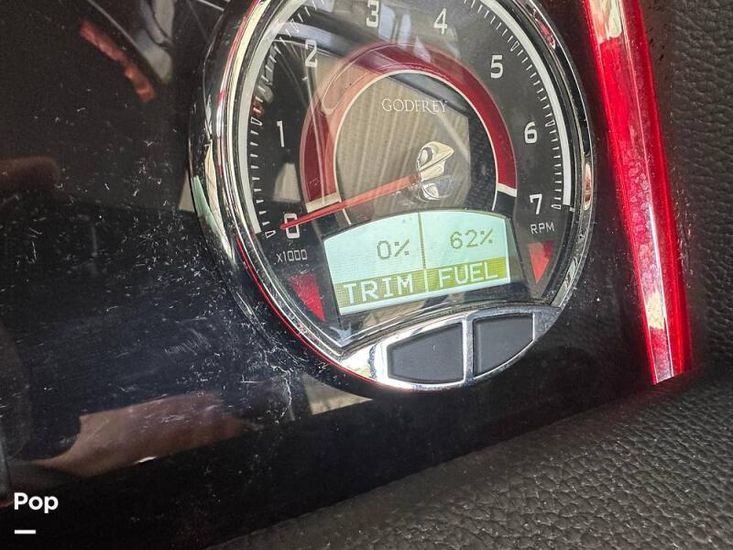 3 4
2 5
1 6
0 7
GODFREY
X1000 RPM
0% 62%
TRIM FUEL
Pop